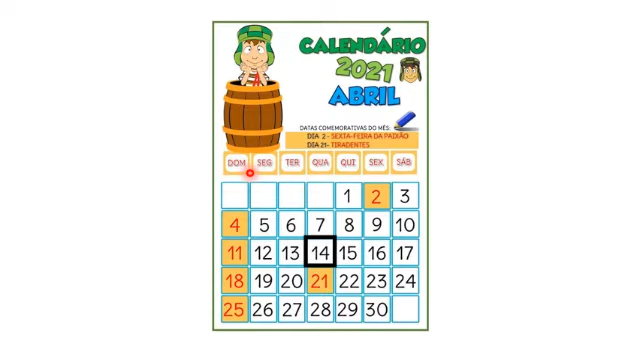 CALENDÁRIO
2021
ABRIL
DATAS COMEMORATIVAS DO MÊS:
DIA 2 - SEXTA-FEIRA DA PAIXÃO
DIA 21- TIRADENTES
DOM SEG TER QUA QUI SEX SÁB
1 2 3
4 5 6 7 8 9 10
11 12 13 14 15 16 17
18 19 20 21 22 23 24
25 26 27 28 29 30